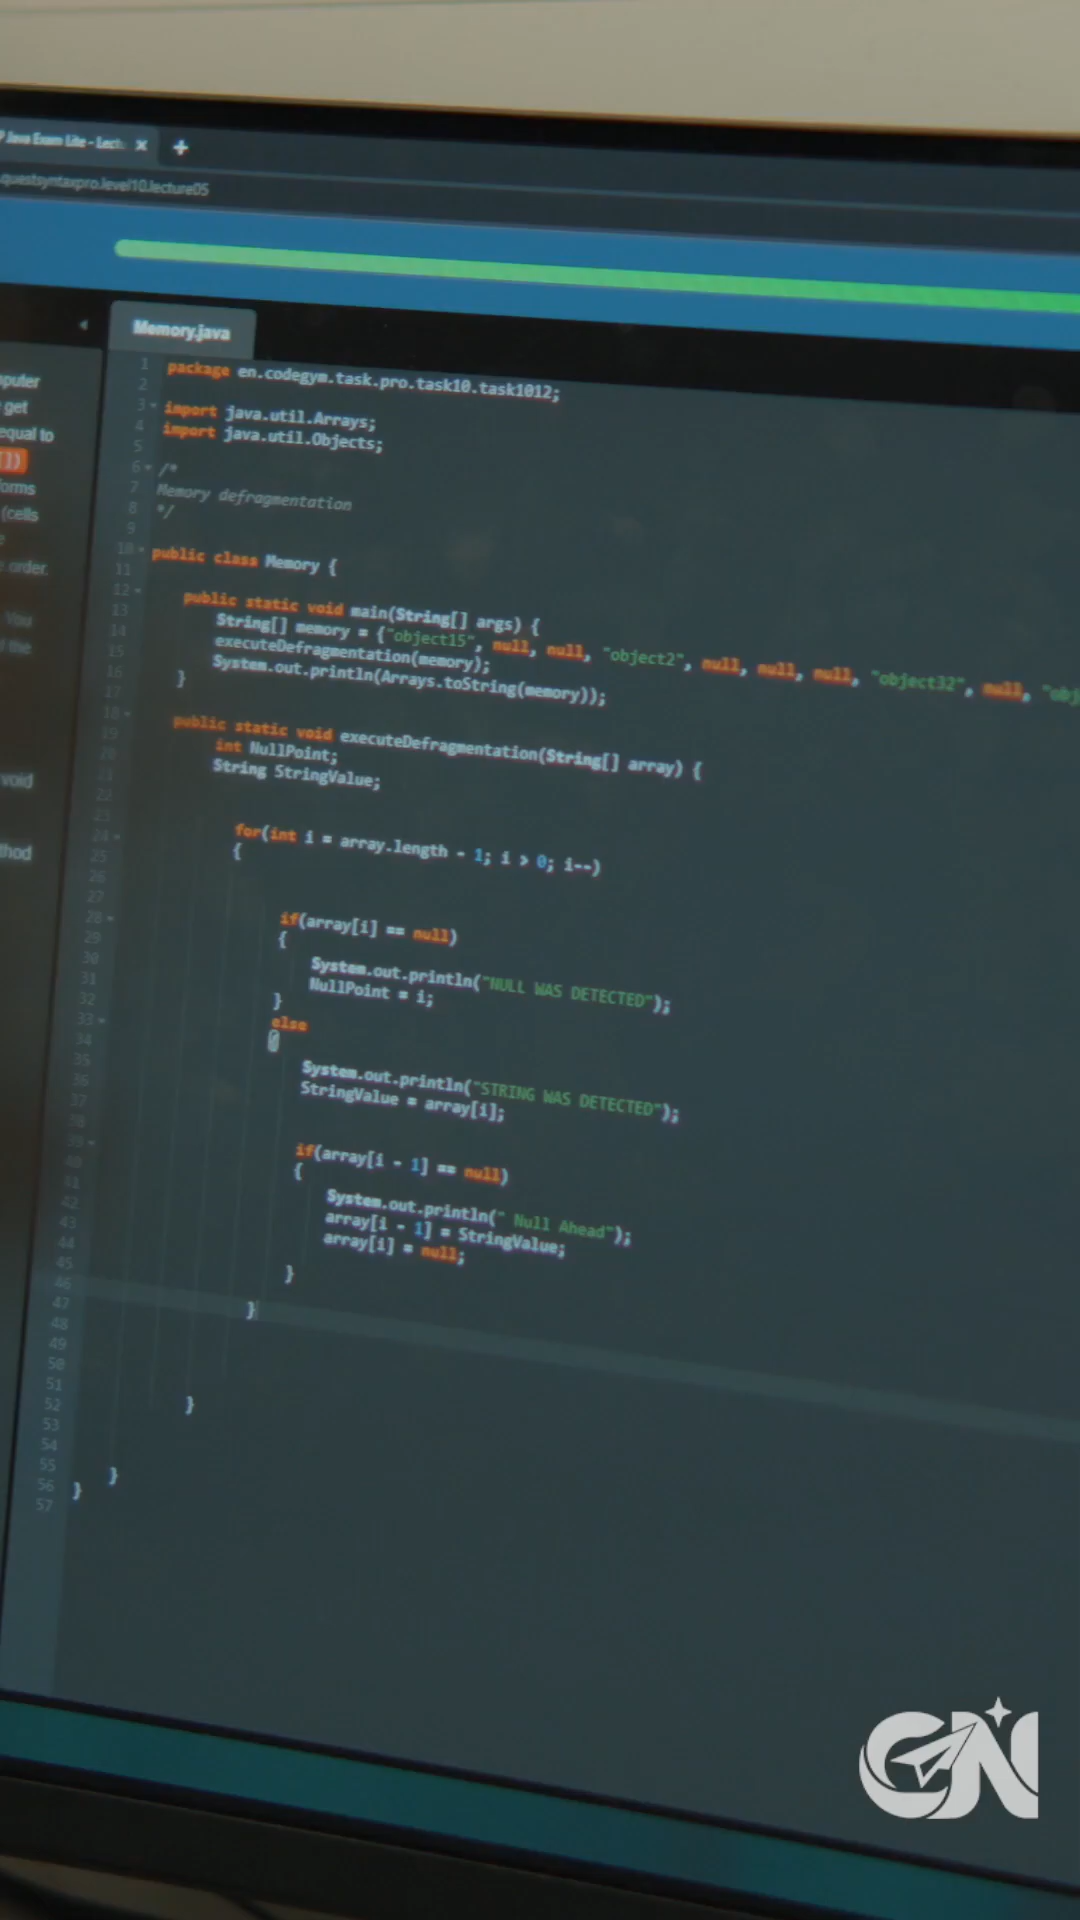 Java Exam Lite - Lect
questsyntaxpro.level10.lecture05
Memory.java
puter
get
equal to
[])
forms
(cells
e
order.
You
the
void
thod
1 package en.codegym.task.pro.task10.task1012;
2
3 import java.util.Arrays;
4 import java.util.Objects;
5
6 /*
7 Memory defragmentation
8 */
9
10 public class Memory {
11
12 public static void main(String[] args) {
13 String[] memory = {"object15", null, null, "object2", null, null, null, "object32", null, "obj
14 executeDefragmentation(memory);
15 System.out.println(Arrays.toString(memory));
16 }
17
18 public static void executeDefragmentation(String[] array) {
19 int NullPoint;
20 String StringValue;
21
22
23
24 for(int i = array.length - 1; i > 0; i--)
25 {
26
27
28 if(array[i] == null)
29 {
30 System.out.println("NULL WAS DETECTED");
31 NullPoint = i;
32 }
33 else
34 {
35 System.out.println("STRING WAS DETECTED");
36 StringValue = array[i];
37
38
39 if(array[i - 1] == null)
40 {
41 System.out.println(" Null Ahead");
42 array[i - 1] = StringValue;
43 array[i] = null;
44 }
45
46 }
47
48
49
50
51 }
52
53
54
55 }
56 }
57
GN